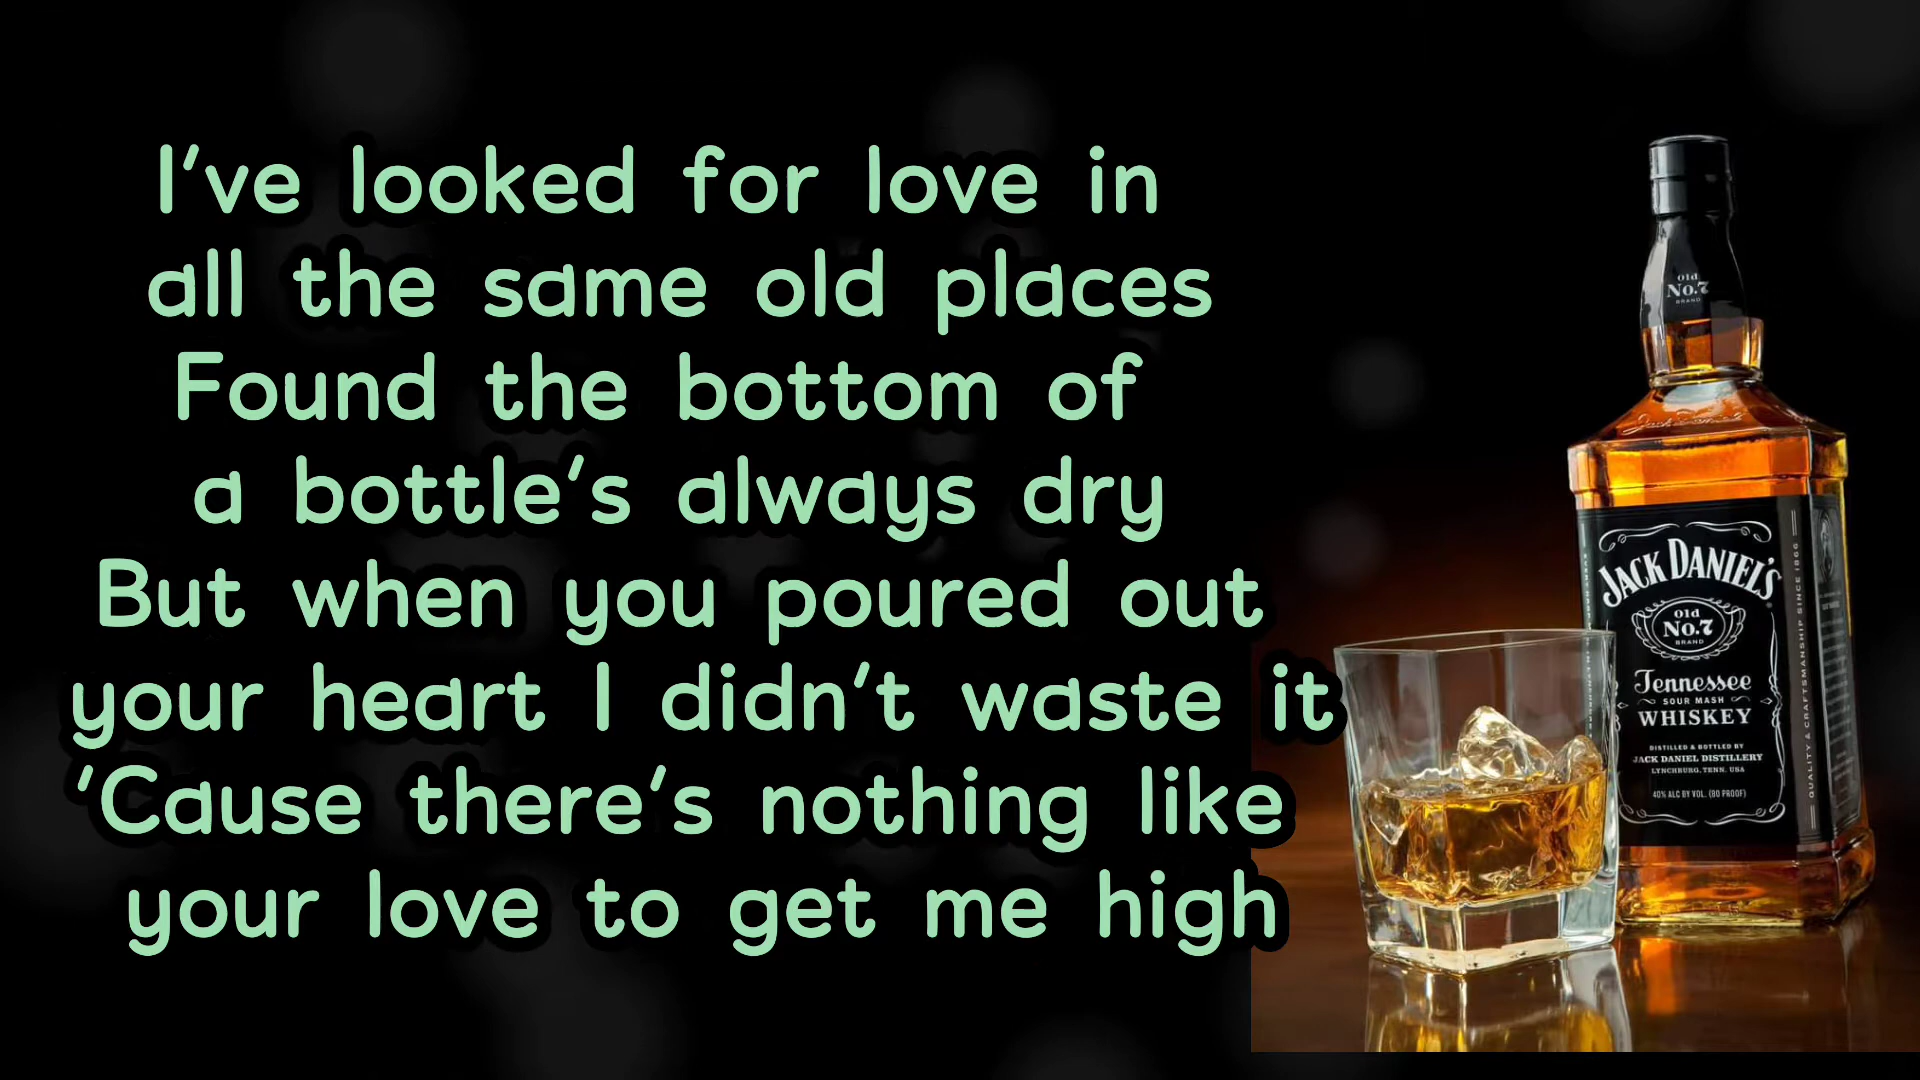 I've looked for love in
all the same old places
Found the bottom of
a bottle's always dry
But when you poured out
your heart I didn't waste it
'Cause there's nothing like
your love to get me high
Old
No.7
BRAND
JACK DANIEL'S
Old
No.7
BRAND
Tennessee
SOUR MASH
WHISKEY
DISTILLED & BOTTLED BY
JACK DANIEL DISTILLERY
LYNCHBURG, TENN. USA
40% ALC BY VOL. (80 PROOF)
QUALITY & CRAFTSMANSHIP SINCE 1866